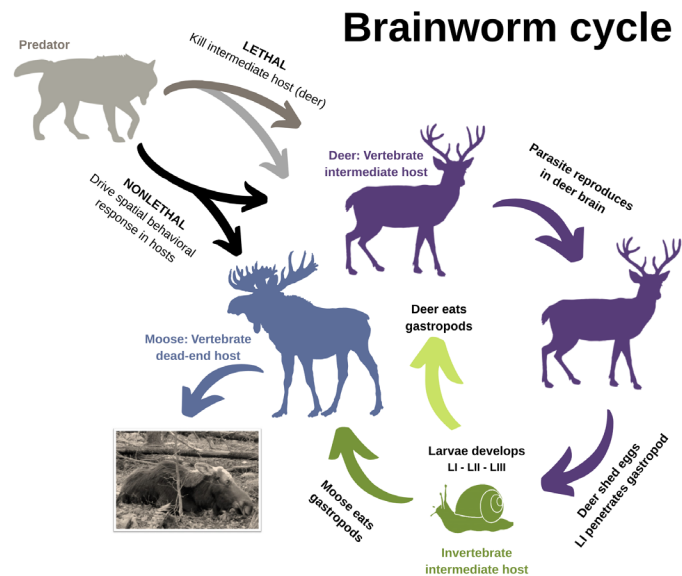 Brainworm cycle
Predator
LETHAL
Kill intermediate host (deer)
NONLETHAL
Drive spatial behavioral
response in hosts
Deer: Vertebrate
intermediate host
Parasite reproduces
in deer brain
Moose: Vertebrate
dead-end host
Deer eats
gastropods
Larvae develops
LI - LII - LIII
Deer shed eggs
LI penetrates gastropod
Moose eats
gastropods
Invertebrate
intermediate host